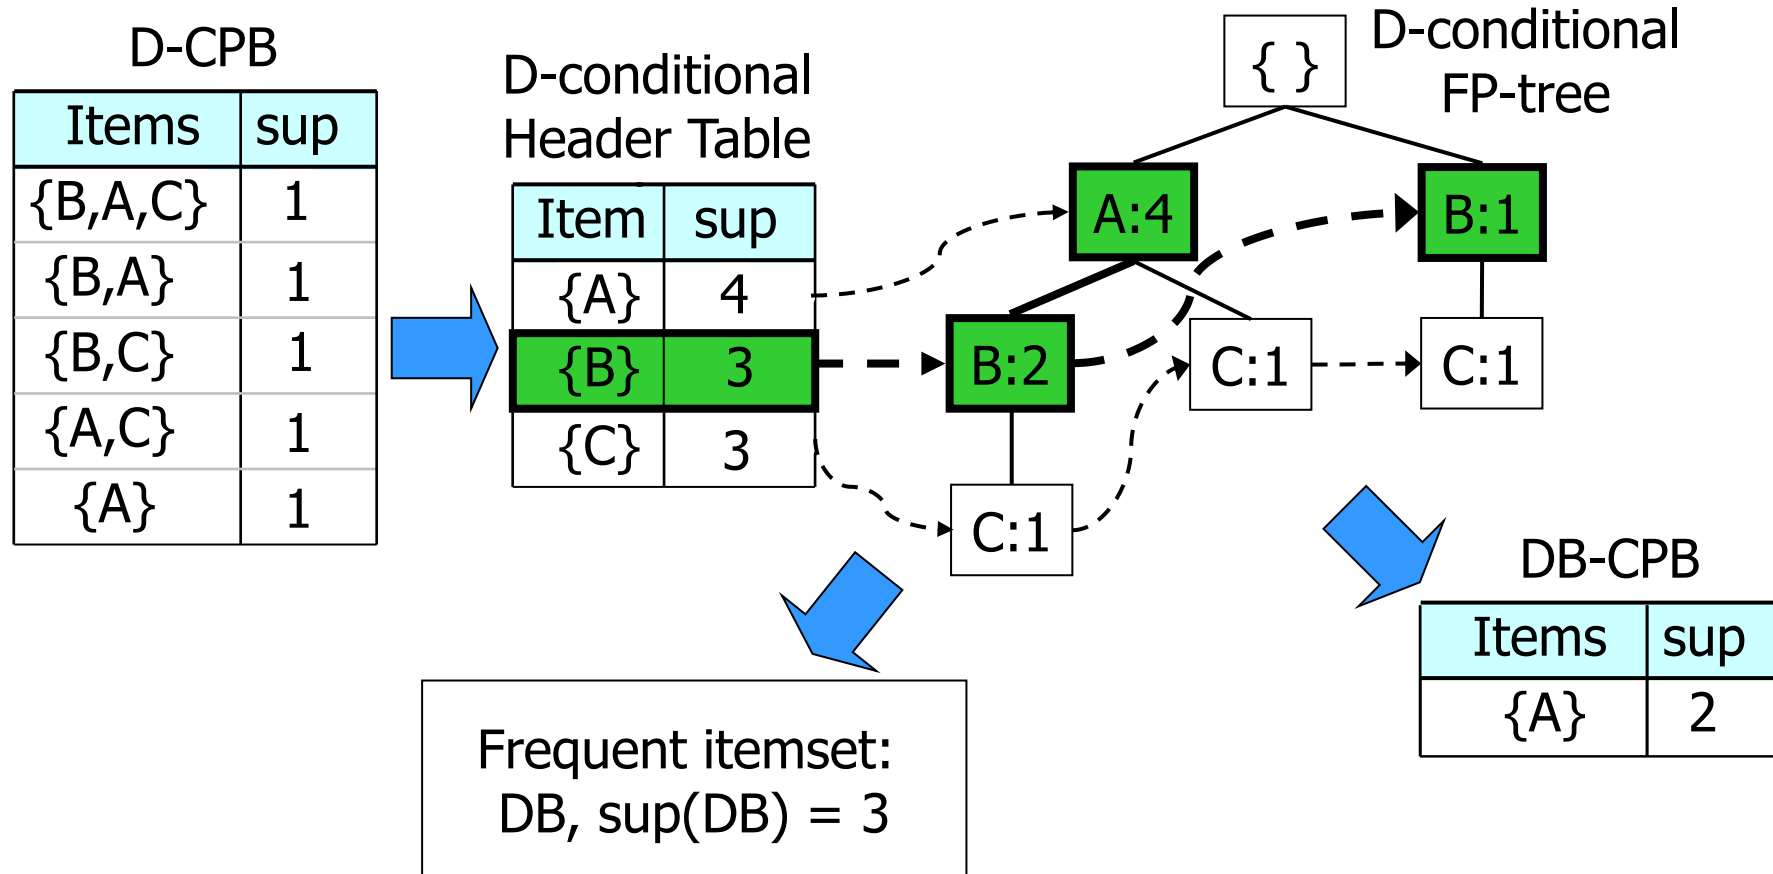 D-CPB
Items sup
{B,A,C} 1
{B,A} 1
{B,C} 1
{A,C} 1
{A} 1
D-conditional
Header Table
Item sup
{A} 4
{B} 3
{C} 3
D-conditional
FP-tree
{ }
A:4
B:1
B:2
C:1
C:1
C:1
DB-CPB
Items sup
{A} 2
Frequent itemset:
DB, sup(DB) = 3